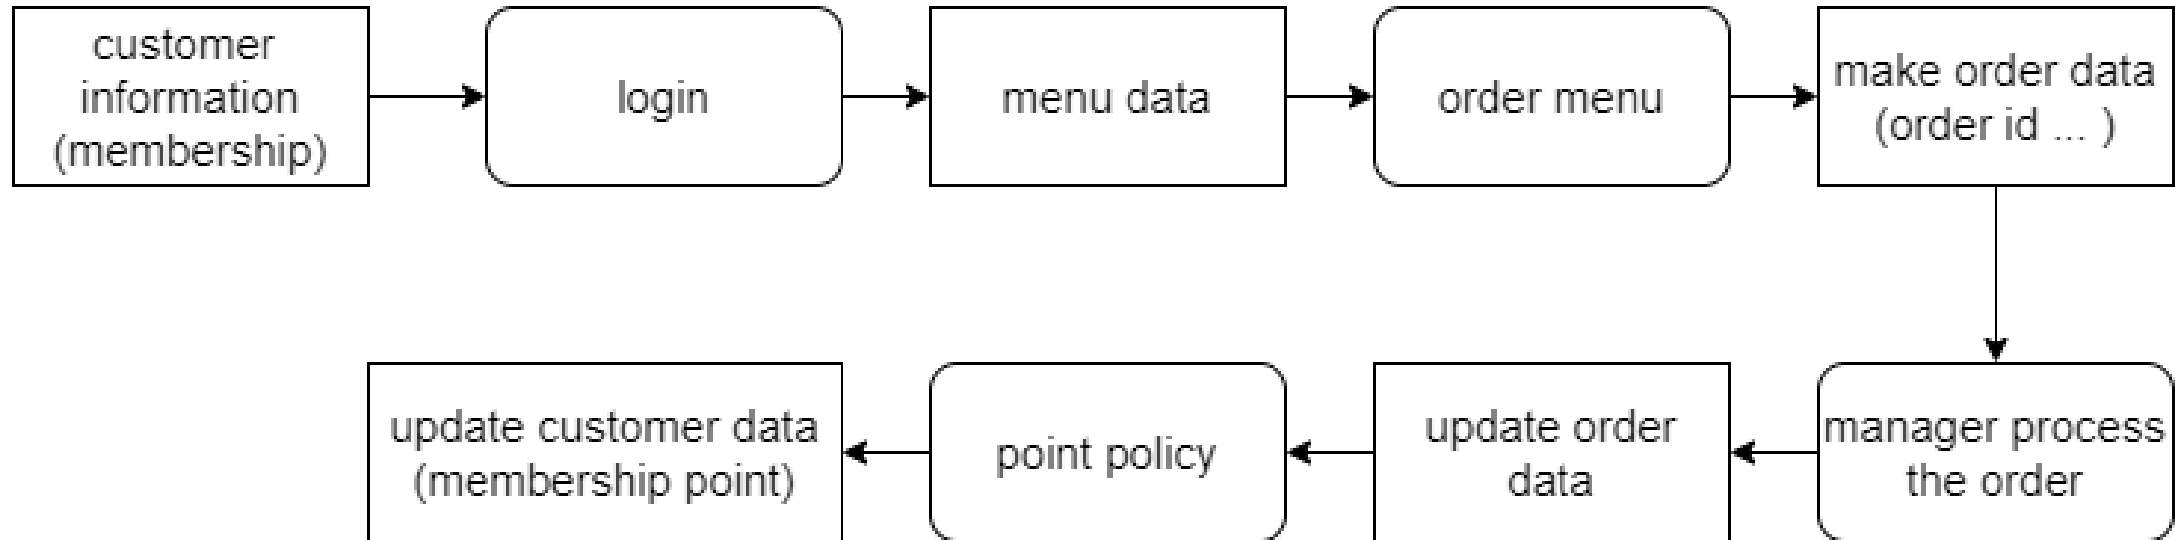 customer
information
(membership)
login
menu data
order menu
make order data
(order id ... )
manager process
the order
update order
data
point policy
update customer data
(membership point)